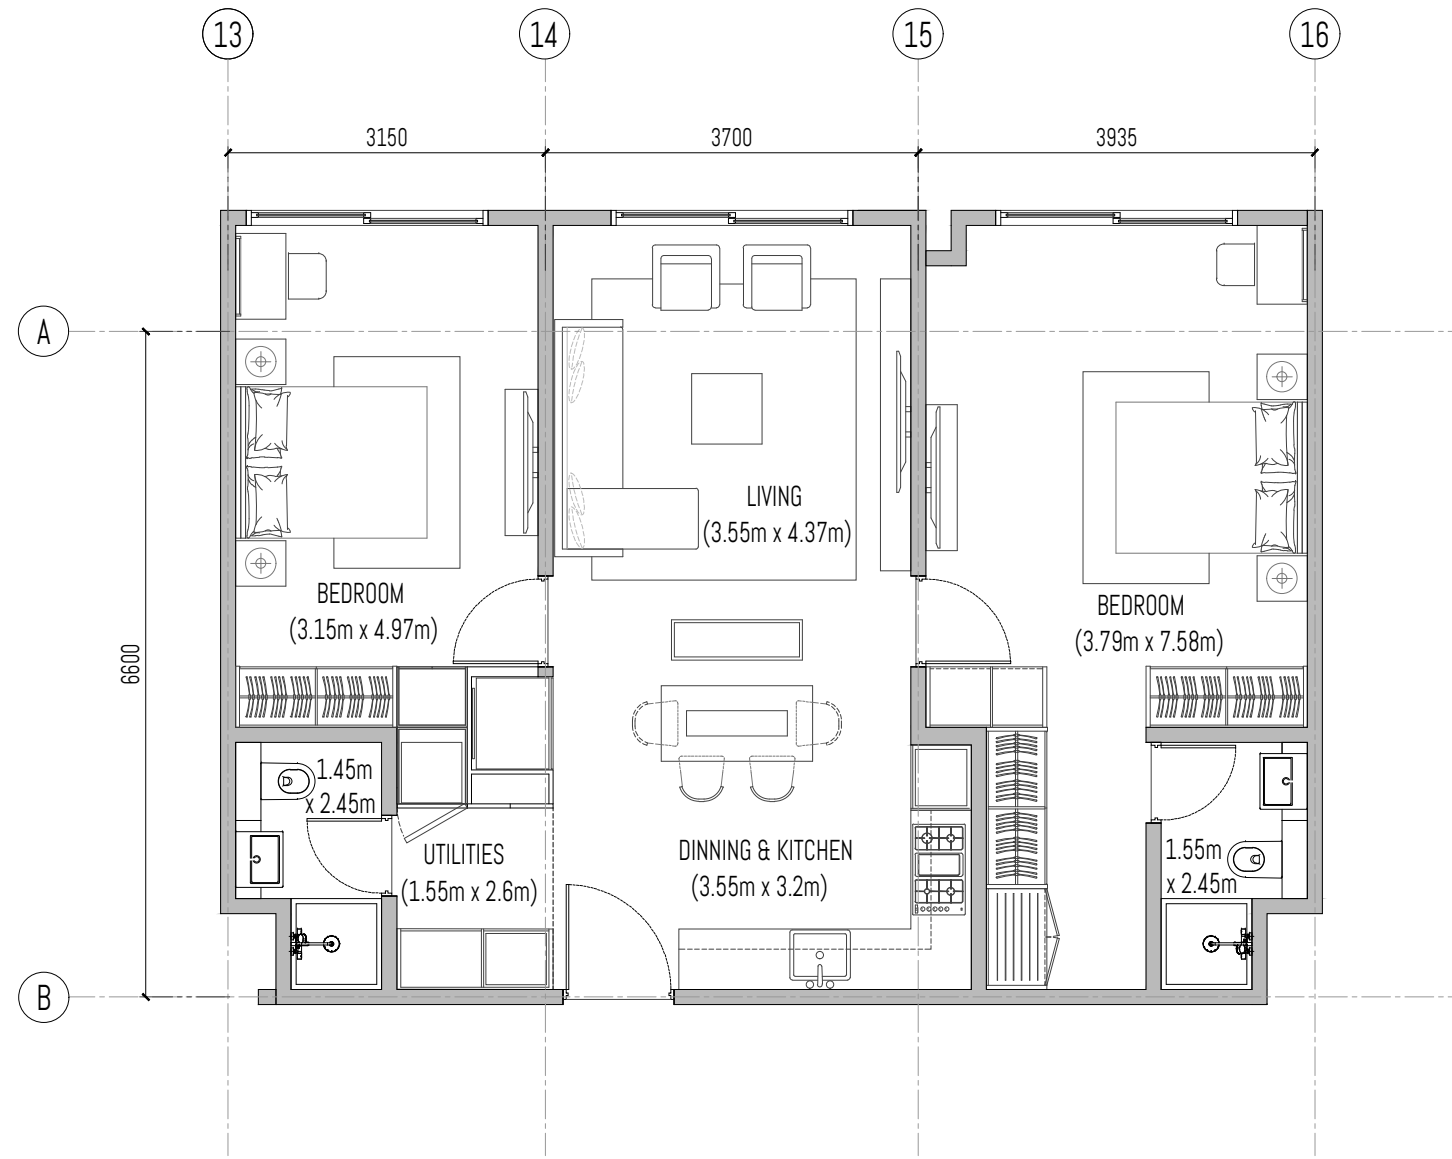 13
14
15
16
3150
3700
3935
A
6600
LIVING
(3.55m x 4.37m)
BEDROOM
(3.15m x 4.97m)
BEDROOM
(3.79m x 7.58m)
1.45m
x 2.45m
UTILITIES
(1.55m x 2.6m)
DINNING & KITCHEN
(3.55m x 3.2m)
1.55m
x 2.45m
B